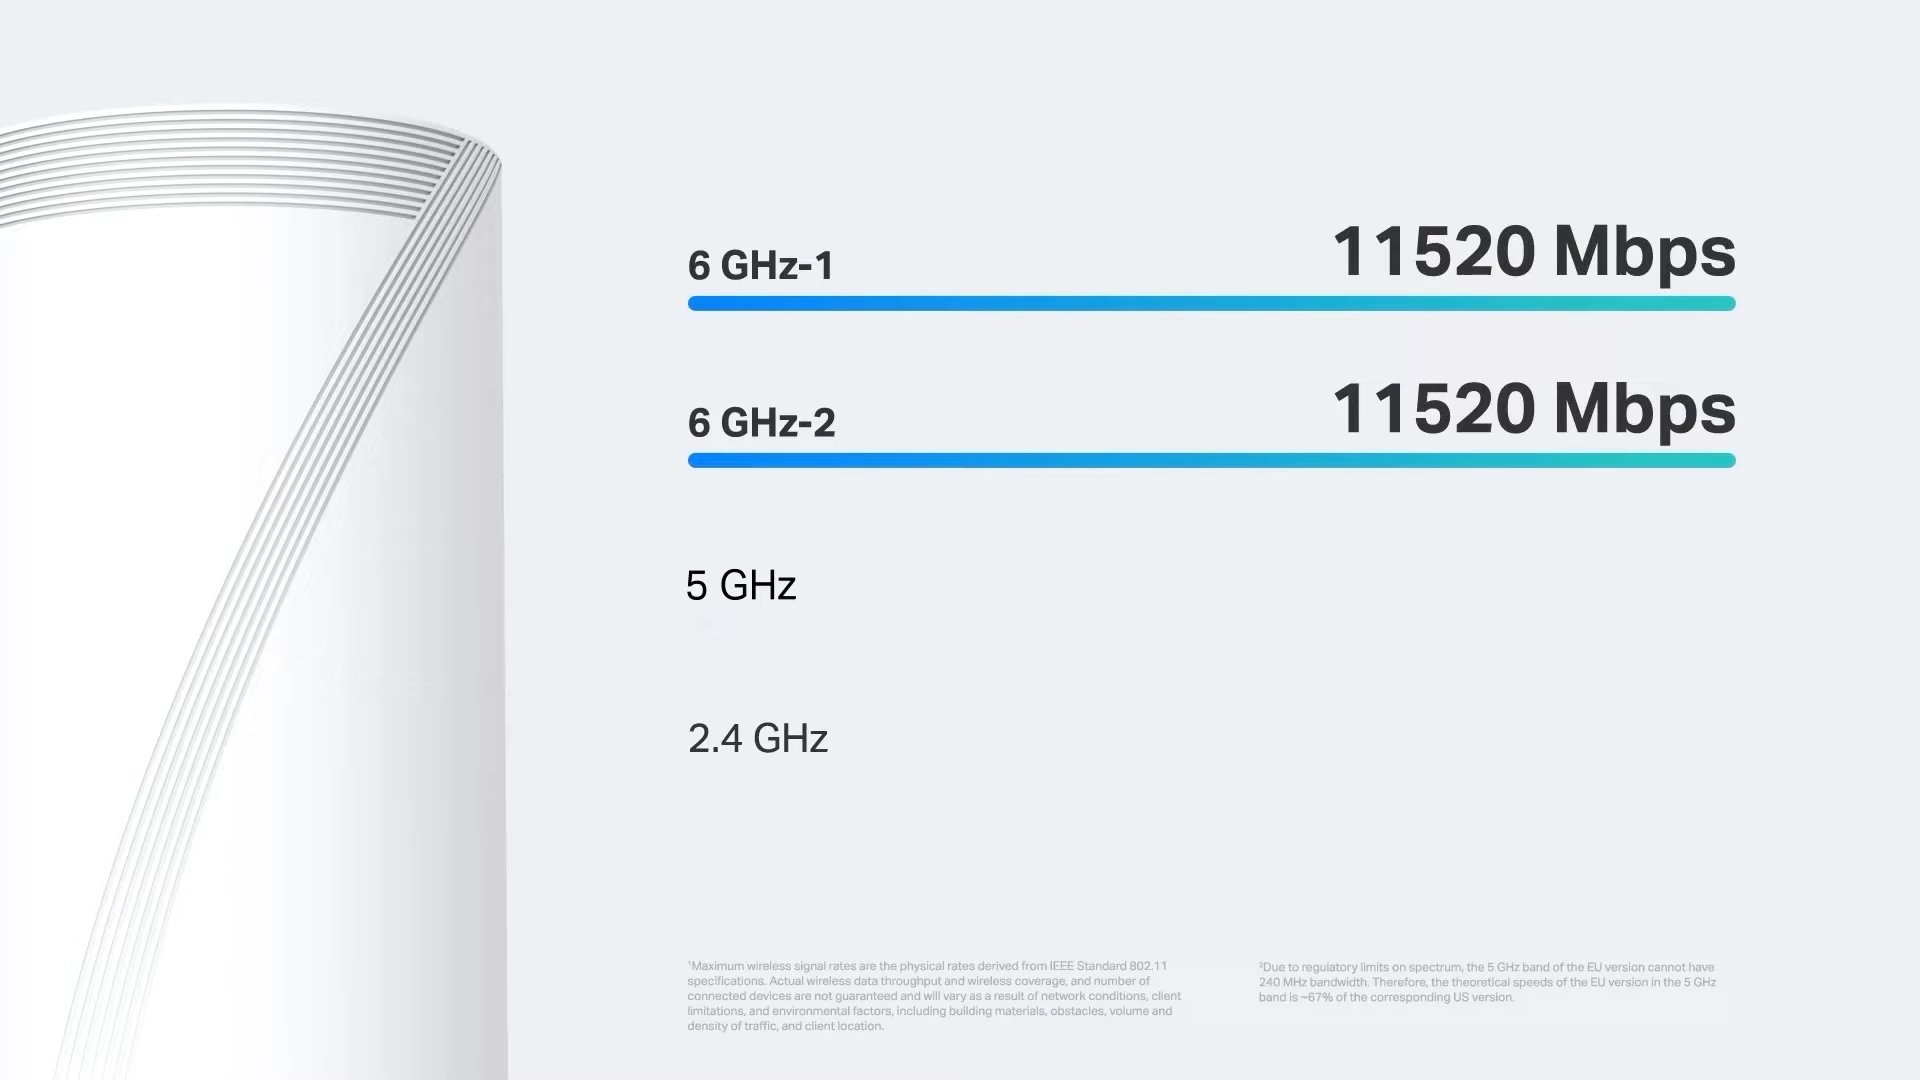 6 GHz-1
11520 Mbps
6 GHz-2
11520 Mbps
5 GHz
2.4 GHz
¹Maximum wireless signal rates are the physical rates derived from IEEE Standard 802.11
specifications. Actual wireless data throughput and wireless coverage, and number of
connected devices are not guaranteed and will vary as a result of network conditions, client
limitations, and environmental factors, including building materials, obstacles, volume and
density of traffic, and client location.
²Due to regulatory limits on spectrum, the 5 GHz band of the EU version cannot have
240 MHz bandwidth. Therefore, the theoretical speeds of the EU version in the 5 GHz
band is ~67% of the corresponding US version.